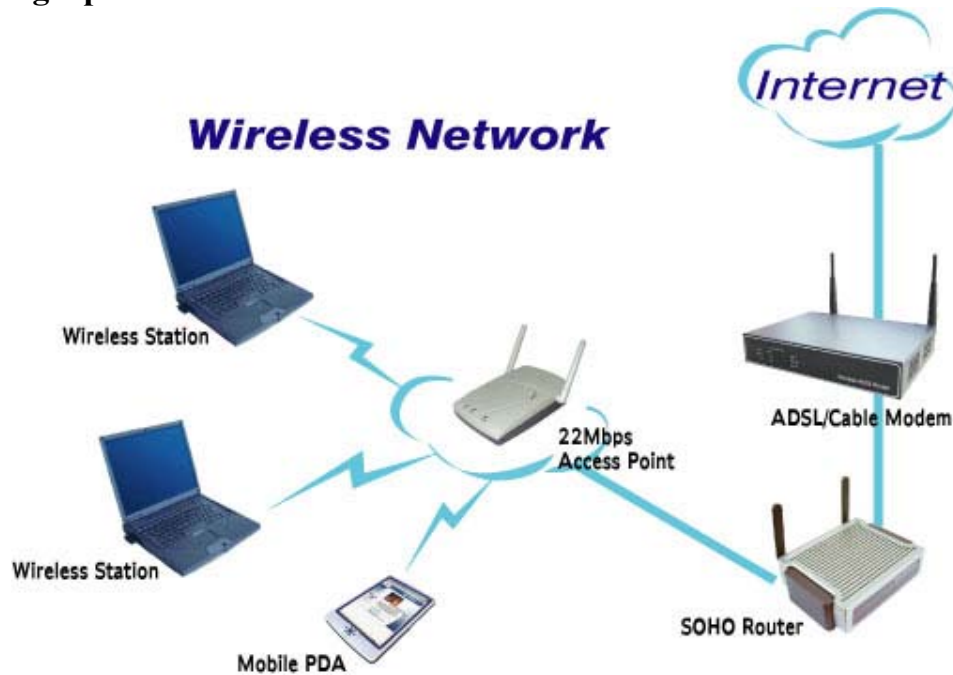 Internet
Wireless Network
Wireless Station
ADSL/Cable Modem
22Mbps
Access Point
Wireless Station
SOHO Router
Mobile PDA